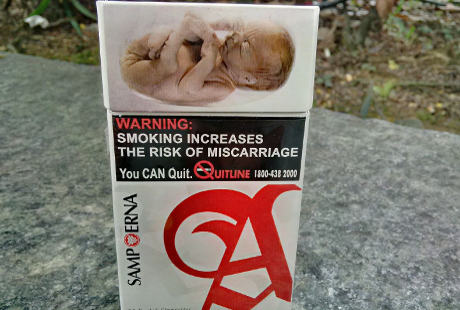 WARNING:
SMOKING INCREASES
THE RISK OF MISCARRIAGE
You CAN Quit. QUITLINE 1800-438 2000
SAMPOERNA
A